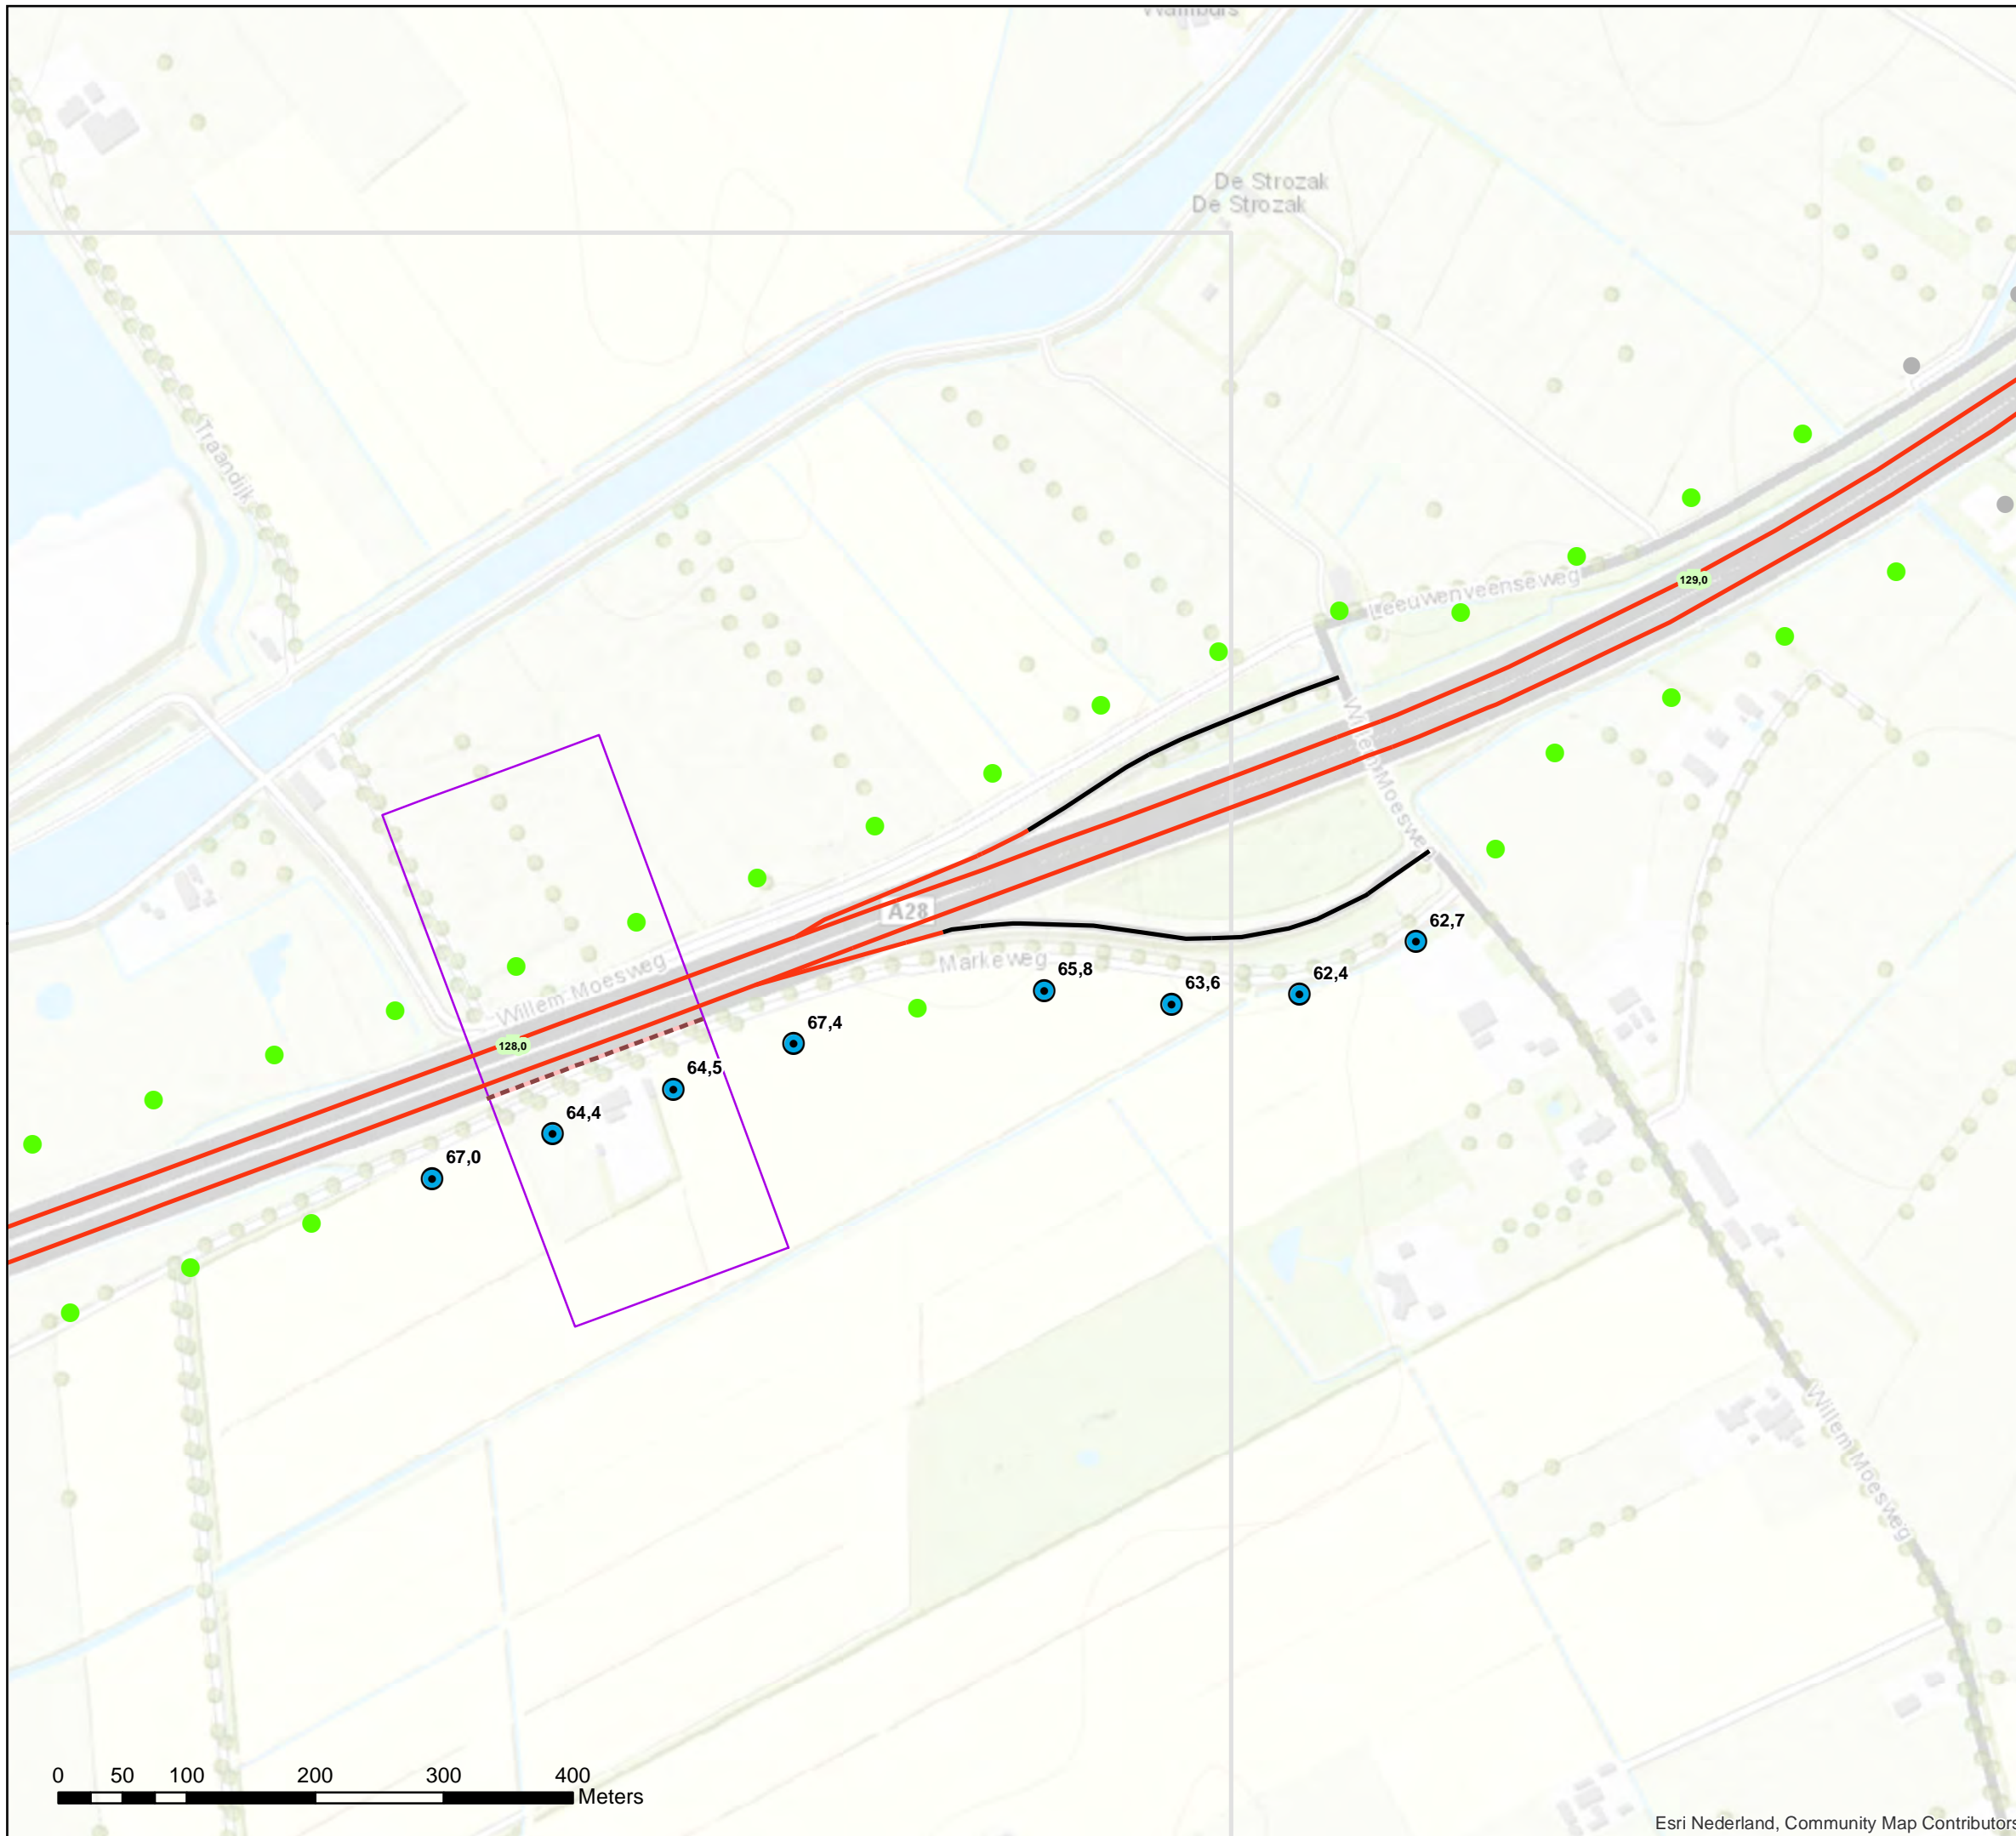 De Strozak
De Strozak
Traandijk
Leeuwenveenseweg
129,0
Willem Moesweg
A28
62,7
Willem Moesweg
Markeweg
65,8
62,4
63,6
67,4
128,0
64,5
64,4
67,0
Willem Moesweg
0 50 100 200 300 400
Meters
Esri Nederland, Community Map Contributors